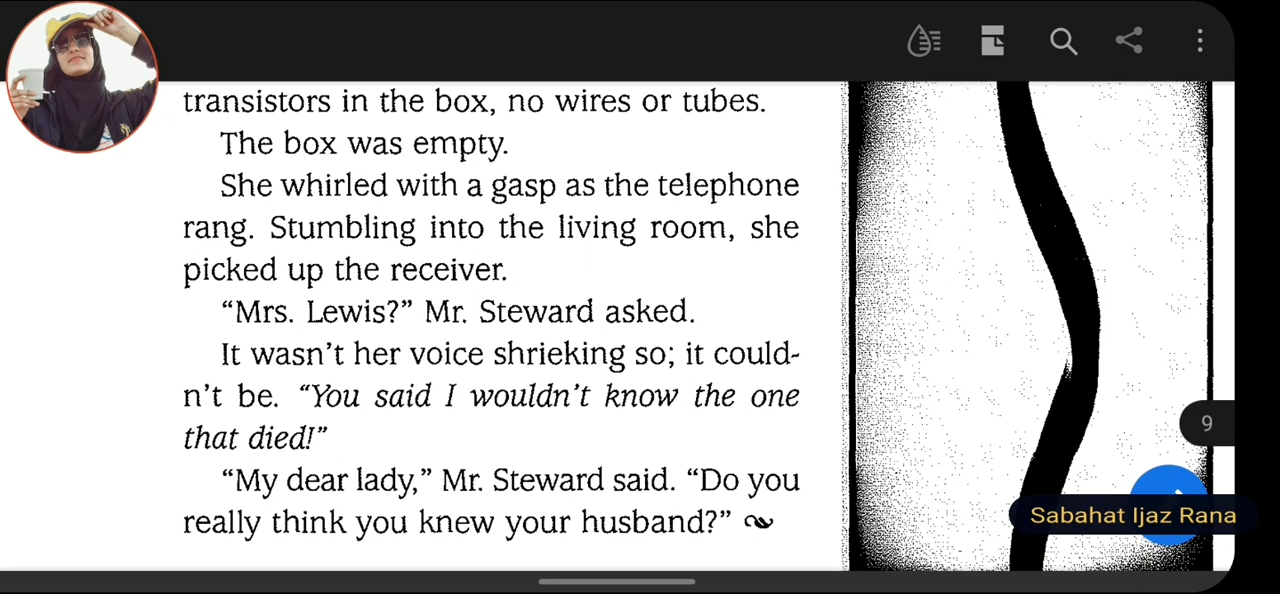 transistors in the box, no wires or tubes.
The box was empty.
She whirled with a gasp as the telephone
rang. Stumbling into the living room, she
picked up the receiver.
“Mrs. Lewis?” Mr. Steward asked.
It wasn’t her voice shrieking so; it could-
n’t be. “You said I wouldn’t know the one
that died!”
“My dear lady,” Mr. Steward said. “Do you
really think you knew your husband?”
9
Sabahat Ijaz Rana